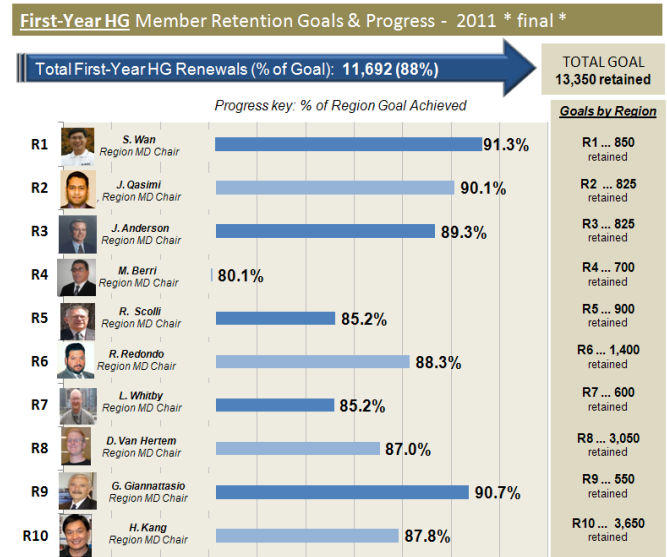 First-Year HG Member Retention Goals & Progress - 2011 * final *
Total First-Year HG Renewals (% of Goal): 11,692 (88%)
TOTAL GOAL
13,350 retained
Progress key: % of Region Goal Achieved
Goals by Region
R1
S. Wan
Region MD Chair
91.3%
R1 ... 850
retained
R2
J. Qasimi
. Region MD Chair
90.1%
R2 ... 825
retained
R3
J. Anderson
Region MD Chair
89.3%
R3 ... 825
retained
R4
M. Berri
Region MD Chair
80.1%
R4 ... 700
retained
R5
R. Scolli
Region MD Chair
85.2%
R5 ... 900
retained
R6
R. Redondo
Region MD Chair
88.3%
R6 ... 1,400
retained
R7
L. Whitby
Region MD Chair
85.2%
R7 ... 600
retained
R8
D. Van Hertem
Region MD Chair
87.0%
R8 ... 3,050
retained
R9
G. Giannattasio
Region MD Chair
90.7%
R9 ... 550
retained
R10
H. Kang
Region MD Chair
87.8%
R10 ... 3,650
retained